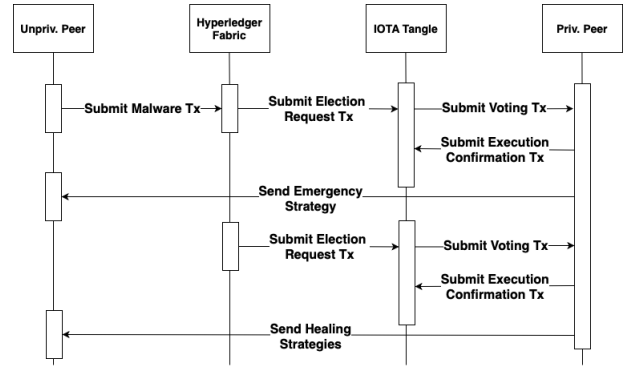 Unpriv. Peer
Hyperledger
Fabric
IOTA Tangle
Priv. Peer
Submit Malware Tx
Submit Election
Request Tx
Submit Voting Tx
Submit Execution
Confirmation Tx
Send Emergency
Strategy
Submit Election
Request Tx
Submit Voting Tx
Submit Execution
Confirmation Tx
Send Healing
Strategies